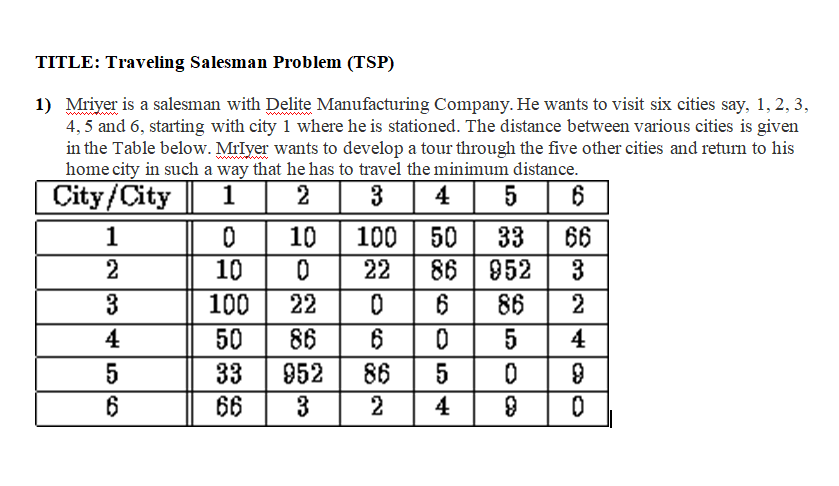 TITLE: Traveling Salesman Problem (TSP)
1) Mriyer is a salesman with Delite Manufacturing Company. He wants to visit six cities say, 1, 2, 3,
4, 5 and 6, starting with city 1 where he is stationed. The distance between various cities is given
in the Table below. MrIyer wants to develop a tour through the five other cities and return to his
home city in such a way that he has to travel the minimum distance.
City/City 1 2 3 4 5 6
1 0 10 100 50 33 66
2 10 0 22 86 952 3
3 100 22 0 6 86 2
4 50 86 6 0 5 4
5 33 952 86 5 0 9
6 66 3 2 4 9 0